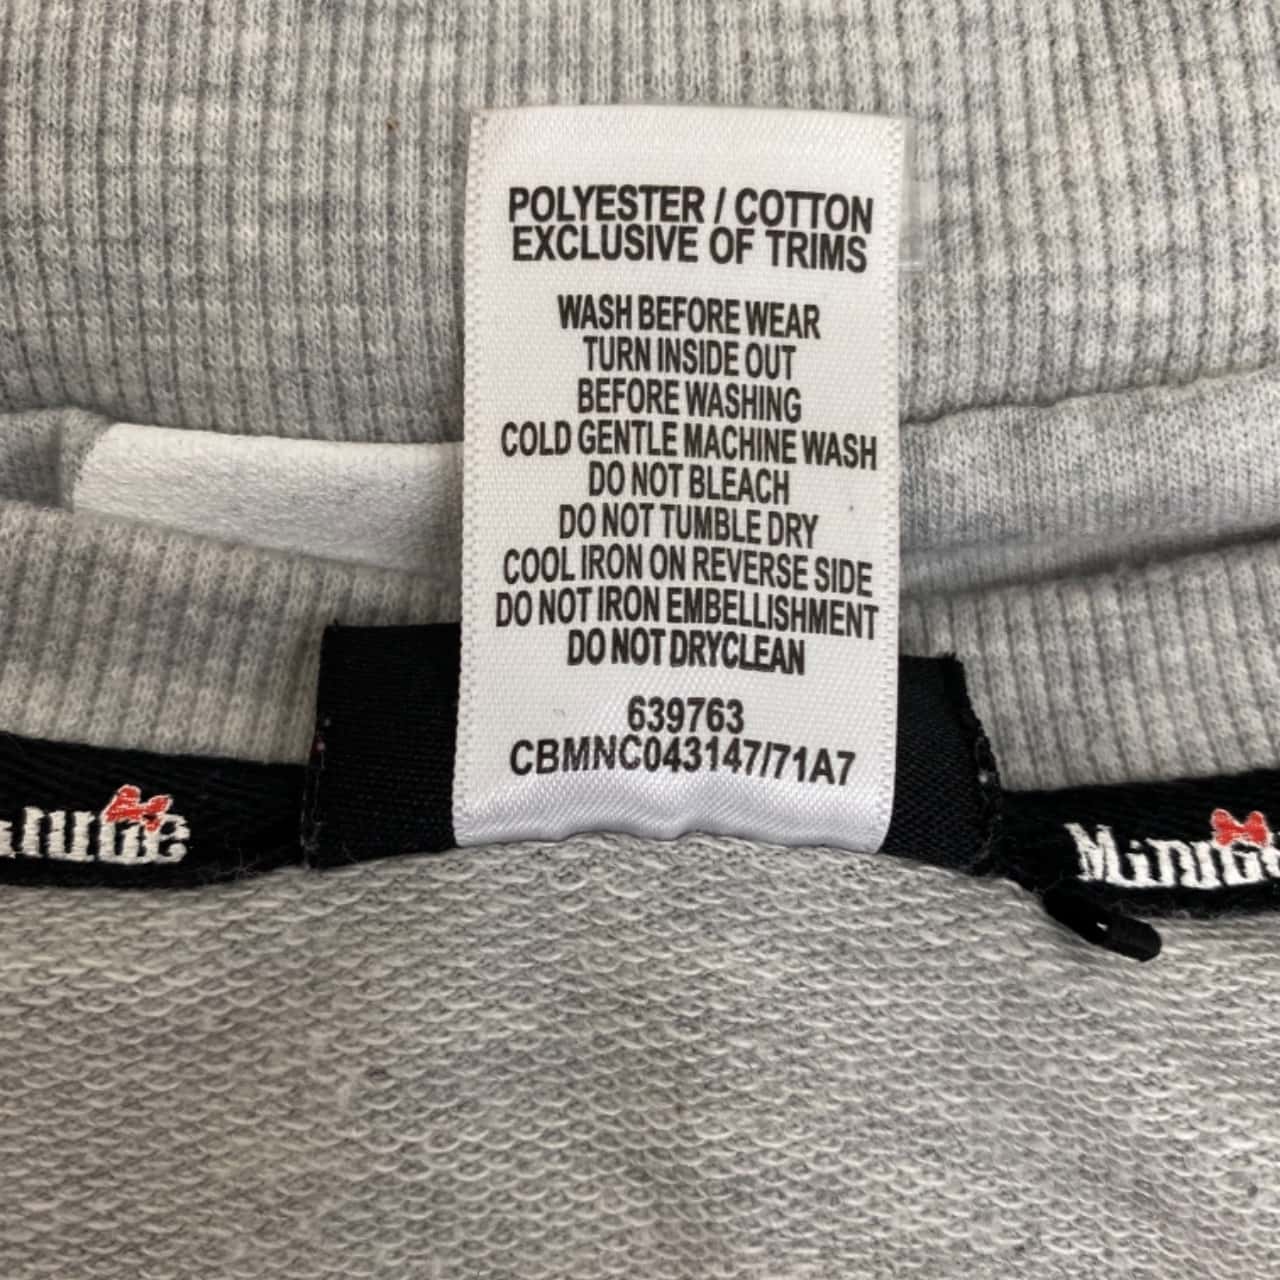 POLYESTER / COTTON
EXCLUSIVE OF TRIMS
WASH BEFORE WEAR
TURN INSIDE OUT
BEFORE WASHING
COLD GENTLE MACHINE WASH
DO NOT BLEACH
DO NOT TUMBLE DRY
COOL IRON ON REVERSE SIDE
DO NOT IRON EMBELLISHMENT
DO NOT DRYCLEAN
639763
CBMNC043147/71A7
Minnie
Minnie